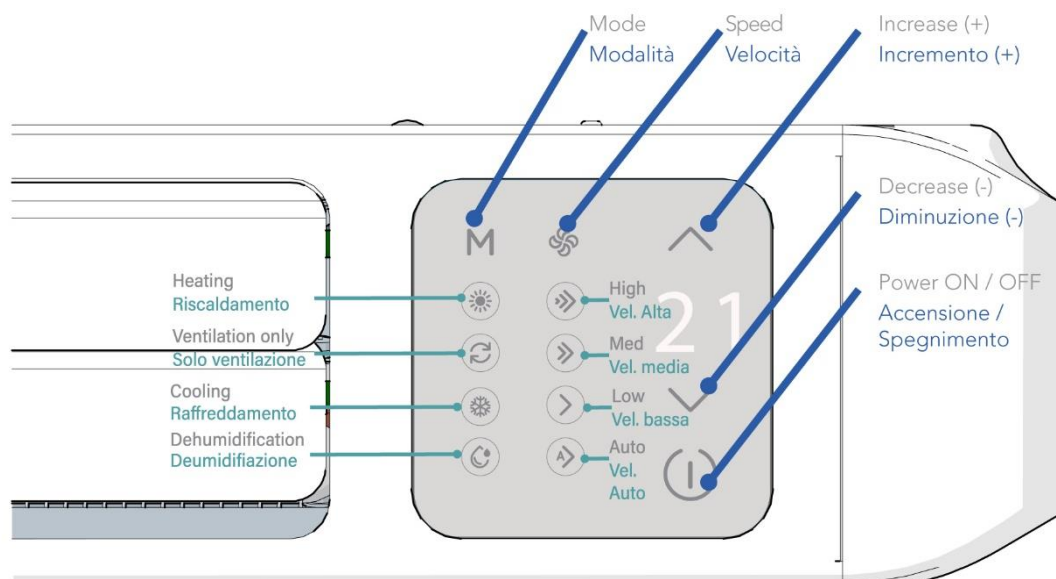 Mode
Modalità
Speed
Velocità
Increase (+)
Incremento (+)
Decrease (-)
Diminuzione (-)
Power ON / OFF
Accensione /
Spegnimento
M
21
Heating
Riscaldamento
Ventilation only
Solo ventilazione
Cooling
Raffreddamento
Dehumidification
Deumidifiazione
High
Vel. Alta
Med
Vel. media
Low
Vel. bassa
A
Auto
Vel.
Auto